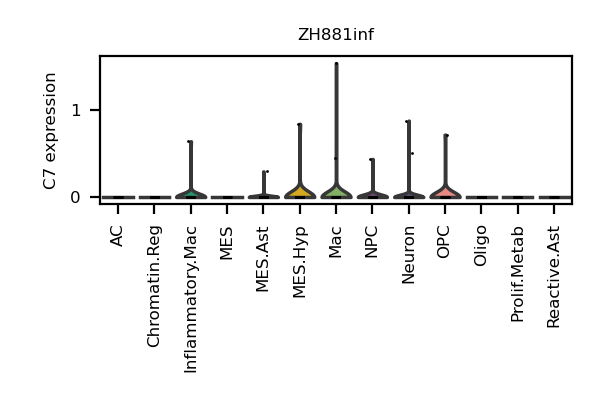 ZH881inf
C7 expression
1
0
AC
Chromatin.Reg
Inflammatory.Mac
MES
MES.Ast
MES.Hyp
Mac
NPC
Neuron
OPC
Oligo
Prolif.Metab
Reactive.Ast